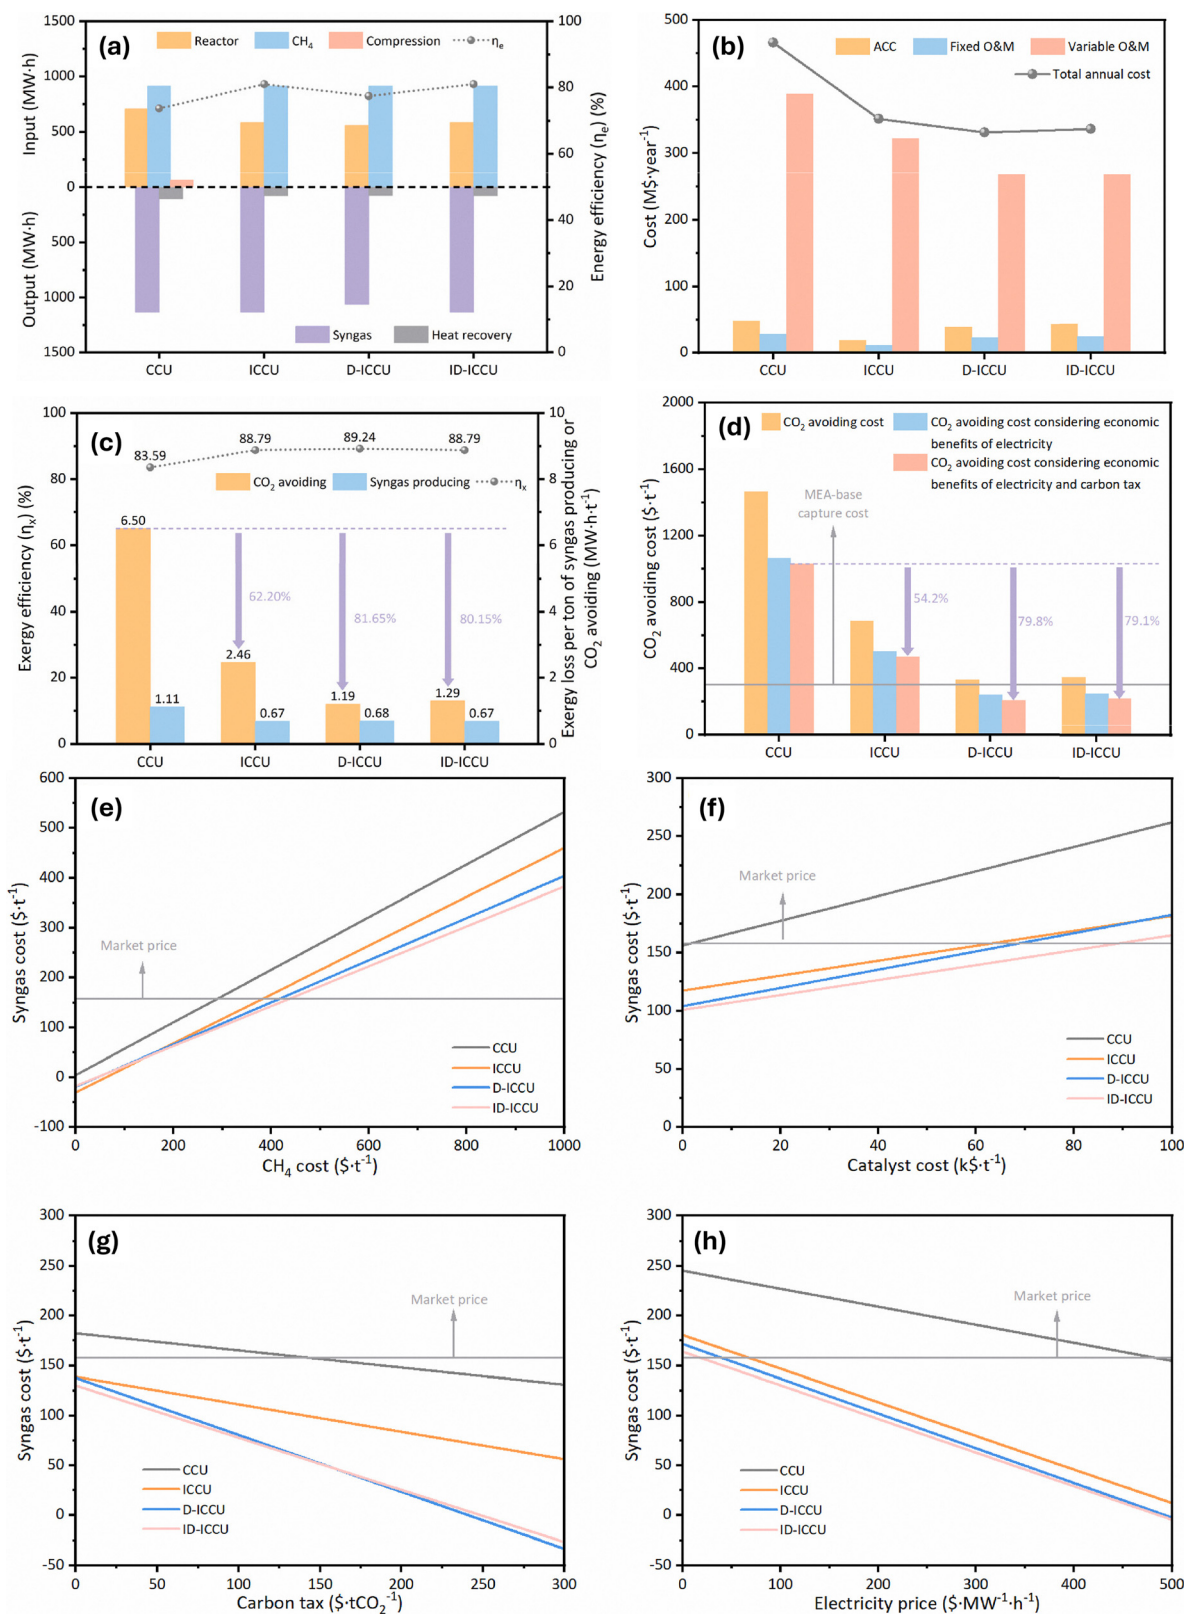 (a)
Reactor CH4 Compression ηe
Input (MW·h)
Output (MW·h)
1500
1000
500
0
500
1000
1500
100
80
60
40
20
0
Energy efficiency (ηe) (%)
Syngas Heat recovery
CCU ICCU D-ICCU ID-ICCU
(b)
ACC Fixed O&M Variable O&M
Total annual cost
Cost (M$·year-1)
500
400
300
200
100
0
CCU ICCU D-ICCU ID-ICCU
(c)
CO2 avoiding Syngas producing ηx
Exergy efficiency (ηx) (%)
100
80
60
40
20
0
83.59 88.79 89.24 88.79
6.50
62.20% 81.65% 80.15%
2.46 1.19 1.29
1.11 0.67 0.68 0.67
10
8
6
4
2
0
Exergy loss per ton of syngas producing or
CO2 avoiding (MW·h·t-1)
CCU ICCU D-ICCU ID-ICCU
(d)
CO2 avoiding cost
CO2 avoiding cost considering economic
benefits of electricity
CO2 avoiding cost considering economic
benefits of electricity and carbon tax
MEA-base
capture cost
CO2 avoiding cost ($·t-1)
2000
1600
1200
800
400
0
54.2% 79.8% 79.1%
CCU ICCU D-ICCU ID-ICCU
(e)
Syngas cost ($·t-1)
600
500
400
300
200
100
0
-100
Market price
CCU
ICCU
D-ICCU
ID-ICCU
0 200 400 600 800 1000
CH4 cost ($·t-1)
(f)
Syngas cost ($·t-1)
300
250
200
150
100
50
0
Market price
CCU
ICCU
D-ICCU
ID-ICCU
0 20 40 60 80 100
Catalyst cost (k$·t-1)
(g)
Syngas cost ($·t-1)
300
250
200
150
100
50
0
-50
Market price
CCU
ICCU
D-ICCU
ID-ICCU
0 50 100 150 200 250 300
Carbon tax ($·tCO2-1)
(h)
Syngas cost ($·t-1)
300
250
200
150
100
50
0
-50
Market price
CCU
ICCU
D-ICCU
ID-ICCU
0 100 200 300 400 500
Electricity price ($·MW-1·h-1)